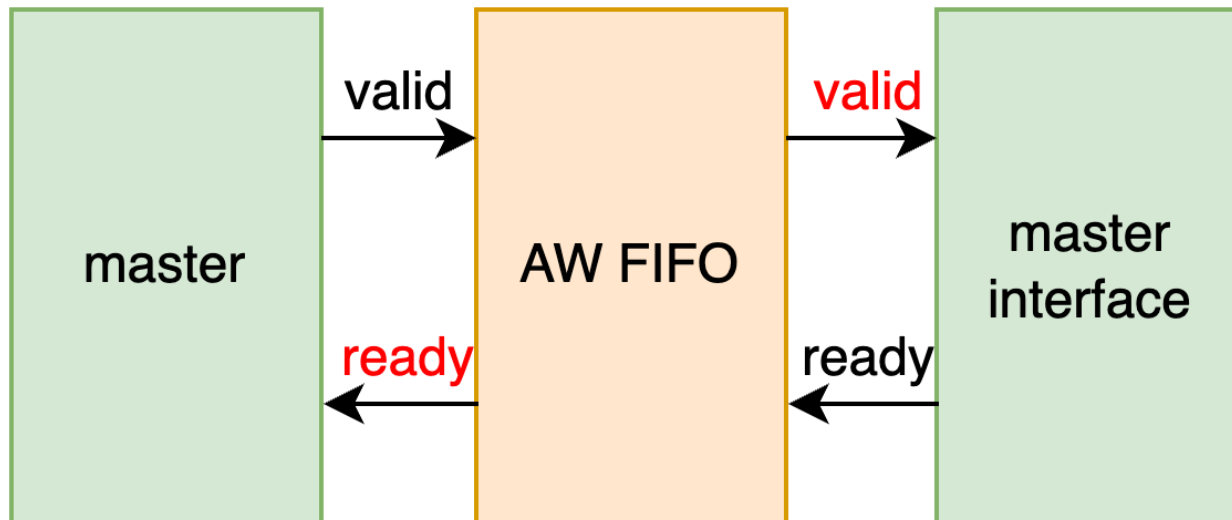 valid
valid
master
AW FIFO
master
interface
ready
ready